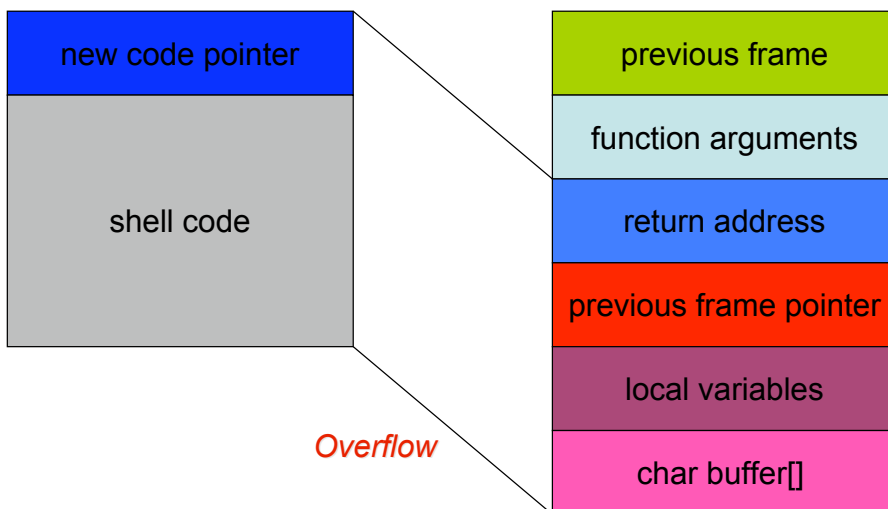 new code pointer
shell code
Overflow
previous frame
function arguments
return address
previous frame pointer
local variables
char buffer[]